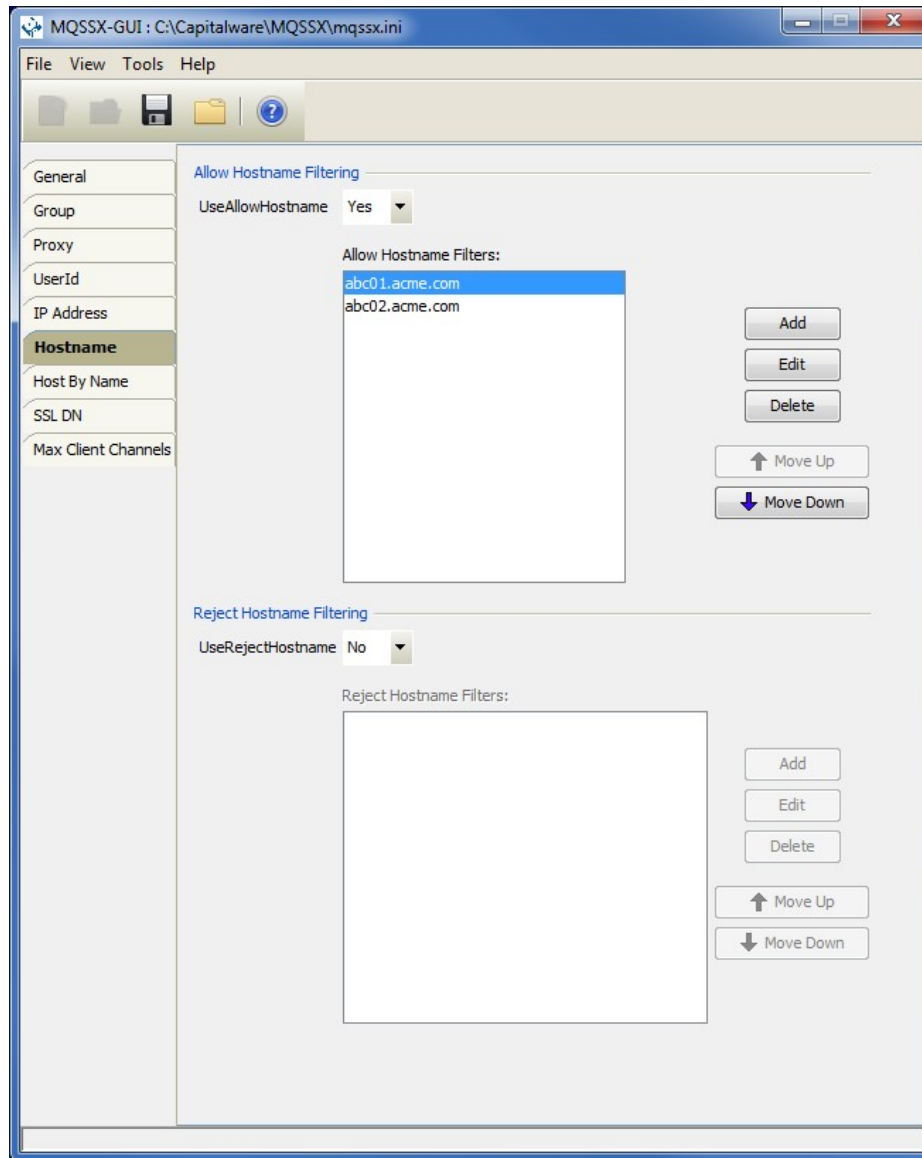 MQSSX-GUI : C:\Capitalware\MQSSX\mqssx.ini
File View Tools Help
General
Group
Proxy
UserId
IP Address
Hostname
Host By Name
SSL DN
Max Client Channels
Allow Hostname Filtering
UseAllowHostname Yes
Allow Hostname Filters:
abc01.acme.com
abc02.acme.com
Add
Edit
Delete
Move Up
Move Down
Reject Hostname Filtering
UseRejectHostname No
Reject Hostname Filters:
Add
Edit
Delete
Move Up
Move Down